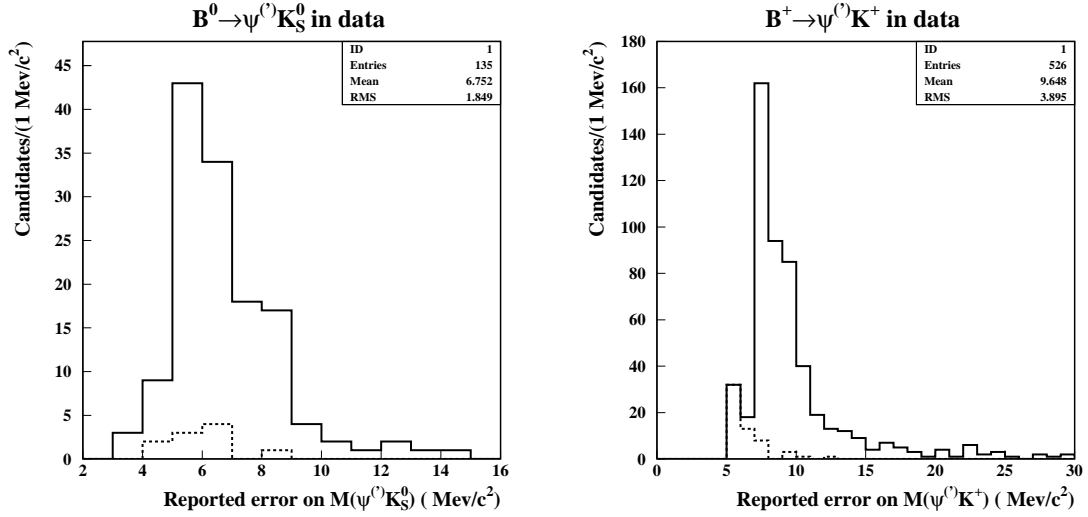 B⁰→ψ⁽'⁾K⁰_S in data
Candidates/(1 Mev/c²)
ID 1
Entries 135
Mean 6.752
RMS 1.849
45
40
35
30
25
20
15
10
5
0
2 4 6 8 10 12 14 16
Reported error on M(ψ⁽'⁾K⁰_S) ( Mev/c²)
B⁺→ψ⁽'⁾K⁺ in data
Candidates/(1 Mev/c²)
ID 1
Entries 526
Mean 9.648
RMS 3.895
180
160
140
120
100
80
60
40
20
0
0 5 10 15 20 25 30
Reported error on M(ψ⁽'⁾K⁺) ( Mev/c²)